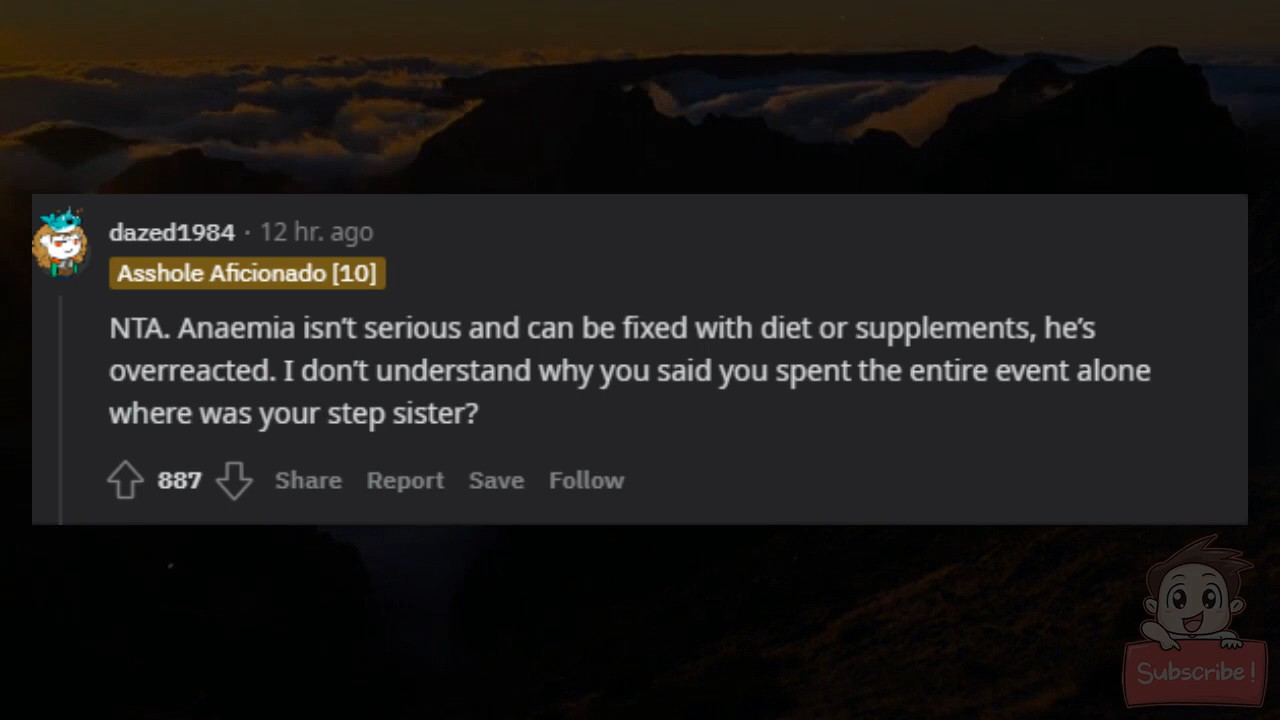 dazed1984 · 12 hr. ago
Asshole Aficionado [10]
NTA. Anaemia isn't serious and can be fixed with diet or supplements, he's
overreacted. I don't understand why you said you spent the entire event alone
where was your step sister?
887 Share Report Save Follow
Subscribe!